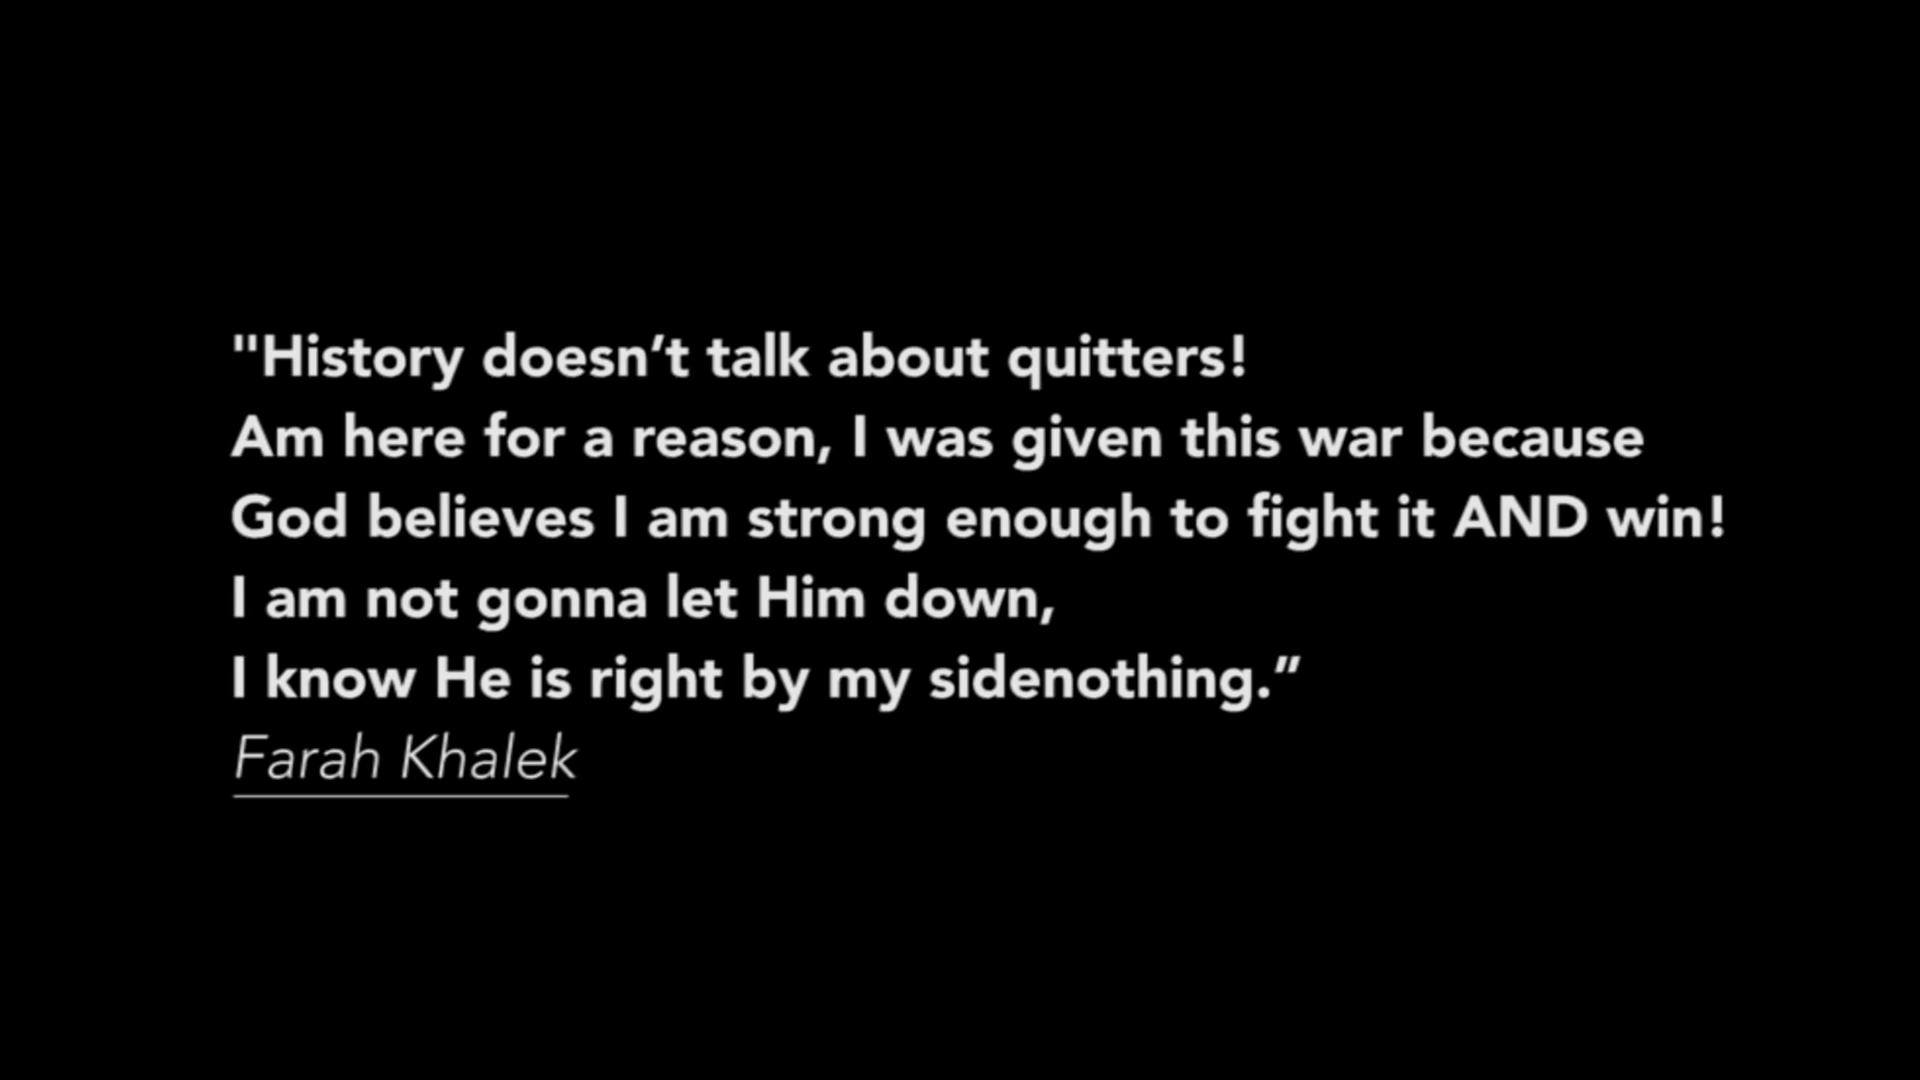 "History doesn’t talk about quitters!
Am here for a reason, I was given this war because
God believes I am strong enough to fight it AND win!
I am not gonna let Him down,
I know He is right by my sidenothing.”
Farah Khalek